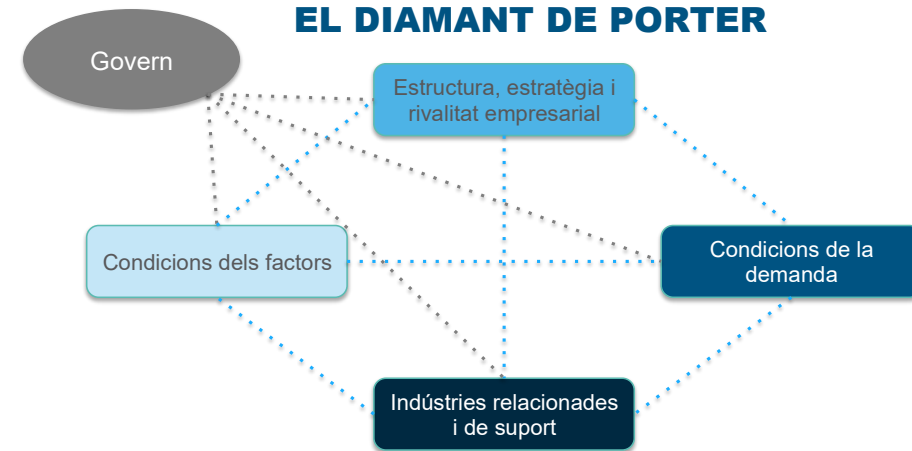 EL DIAMANT DE PORTER
Govern
Estructura, estratègia i
rivalitat empresarial
Condicions dels factors
Condicions de la
demanda
Indústries relacionades
i de suport